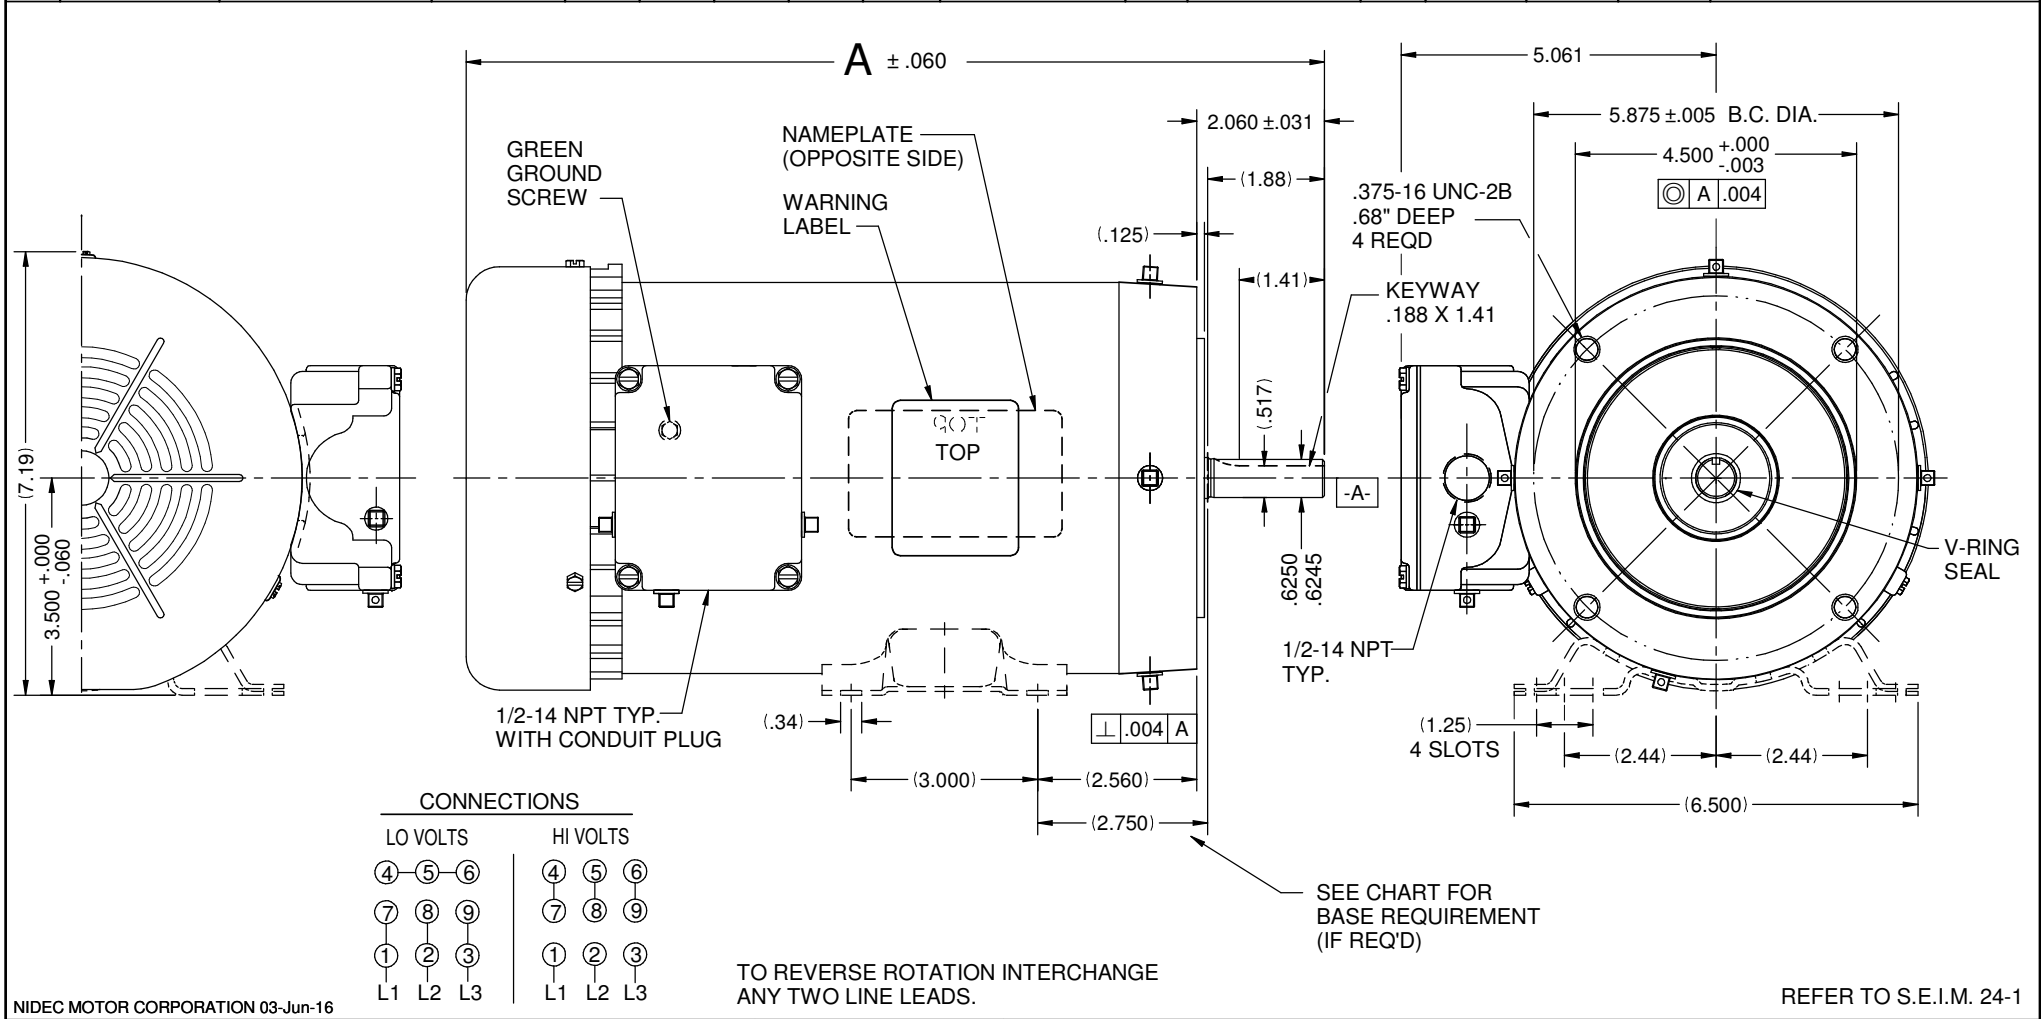 A ± .060
5.061
2.060 ±.031
5.875 ±.005 B.C. DIA.
4.500 +.000
-.003
A .004
NAMEPLATE
(OPPOSITE SIDE)
GREEN
GROUND
SCREW
WARNING
LABEL
(1.88)
.375-16 UNC-2B
.68" DEEP
4 REQD
(.125)
(1.41)
KEYWAY
.188 X 1.41
(.517)
TOP
TOP
-A-
(7.19)
3.500 +.000
-.060
.6250
.6245
V-RING
SEAL
1/2-14 NPT
TYP.
1/2-14 NPT TYP.
WITH CONDUIT PLUG
(.34)
⊥ .004 A
(1.25)
4 SLOTS
(2.44)
(2.44)
(3.000)
(2.560)
(6.500)
(2.750)
CONNECTIONS
LO VOLTS HI VOLTS
4 5 6 4 5 6
7 8 9 7 8 9
1 2 3 1 2 3
L1 L2 L3 L1 L2 L3
SEE CHART FOR
BASE REQUIREMENT
(IF REQ'D)
TO REVERSE ROTATION INTERCHANGE
ANY TWO LINE LEADS.
NIDEC MOTOR CORPORATION 03-Jun-16
REFER TO S.E.I.M. 24-1